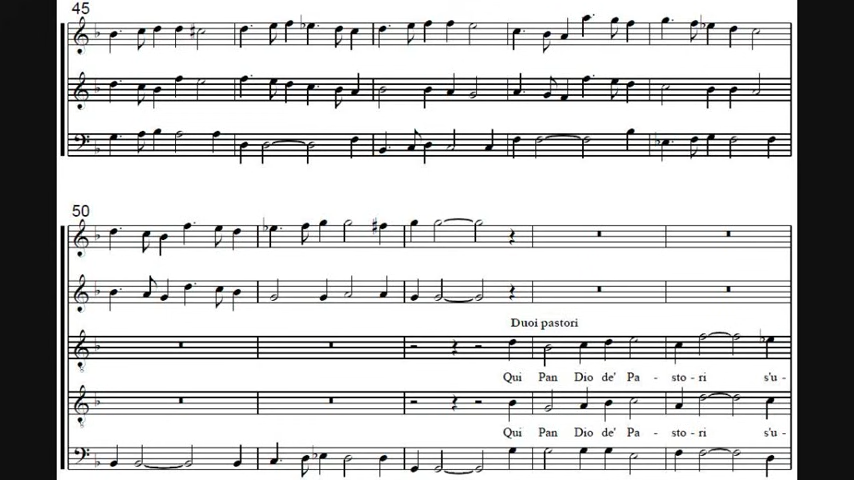 45
50
Duoi pastori
Qui Pan Dio de' Pa - sto - ri s'u -
Qui Pan Dio de' Pa - sto - ri s'u -